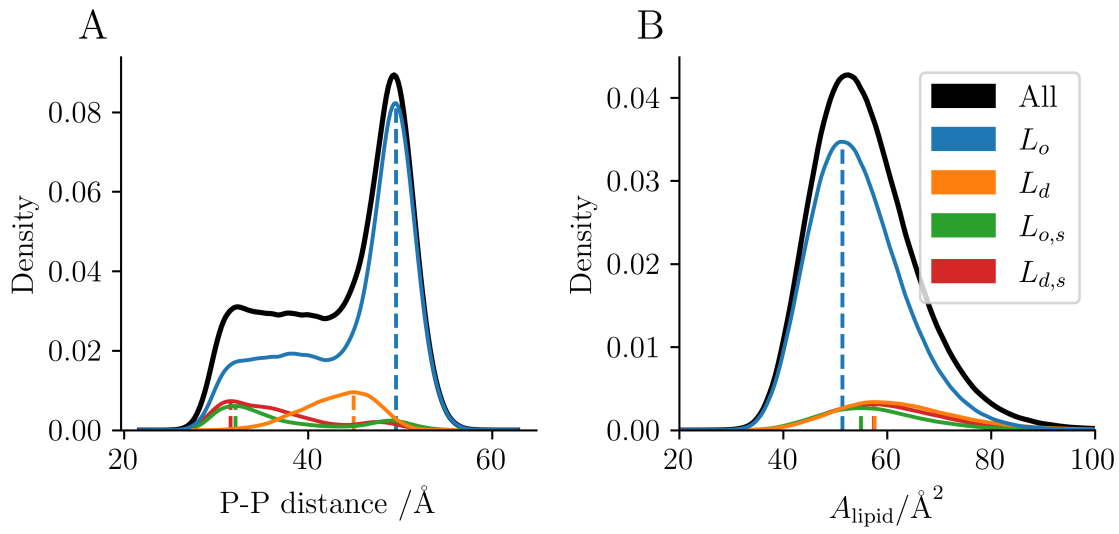 A
Density
0.08
0.06
0.04
0.02
0.00
20 40 60
P-P distance /Å
B
Density
0.04
0.03
0.02
0.01
0.00
20 40 60 80 100
A_lipid/Å²
All
L_o
L_d
L_o,s
L_d,s